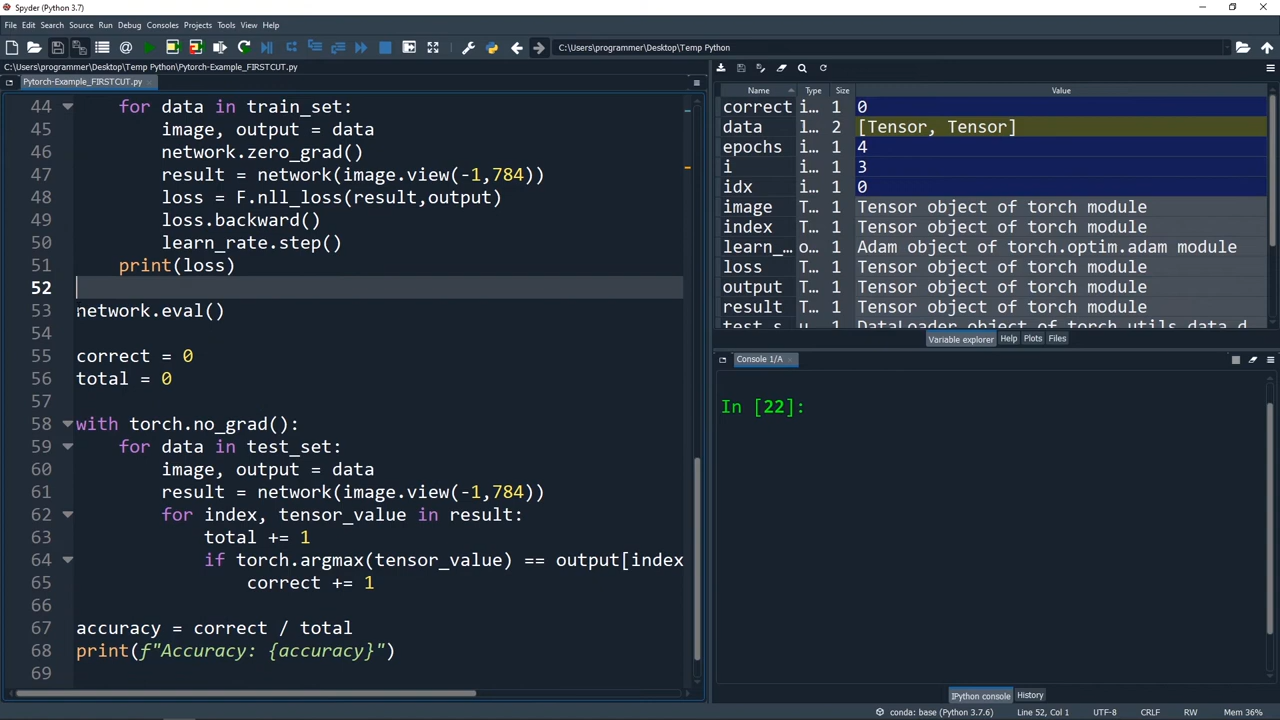 Spyder (Python 3.7)
File Edit Search Source Run Debug Consoles Projects Tools View Help
C:\Users\programmer\Desktop\Temp Python
C:\Users\programmer\Desktop\Temp Python\Pytorch-Example_FIRSTCUT.py
Pytorch-Example_FIRSTCUT.py
44 for data in train_set:
45 image, output = data
46 network.zero_grad()
47 result = network(image.view(-1,784))
48 loss = F.nll_loss(result,output)
49 loss.backward()
50 learn_rate.step()
51 print(loss)
52
53 network.eval()
54
55 correct = 0
56 total = 0
57
58 with torch.no_grad():
59 for data in test_set:
60 image, output = data
61 result = network(image.view(-1,784))
62 for index, tensor_value in result:
63 total += 1
64 if torch.argmax(tensor_value) == output[index
65 correct += 1
66
67 accuracy = correct / total
68 print(f"Accuracy: {accuracy}")
69
Name Type Size Value
correct i… 1 0
data l… 2 [Tensor, Tensor]
epochs i… 1 4
i i… 1 3
idx i… 1 0
image T… 1 Tensor object of torch module
index T… 1 Tensor object of torch module
learn_… o… 1 Adam object of torch.optim.adam module
loss T… 1 Tensor object of torch module
output T… 1 Tensor object of torch module
result T… 1 Tensor object of torch module
test_s u 1 DataLoader object of torch.utils.data.d
Variable explorer Help Plots Files
Console 1/A
In [22]:
IPython console History
conda: base (Python 3.7.6) Line 52, Col 1 UTF-8 CRLF RW Mem 36%